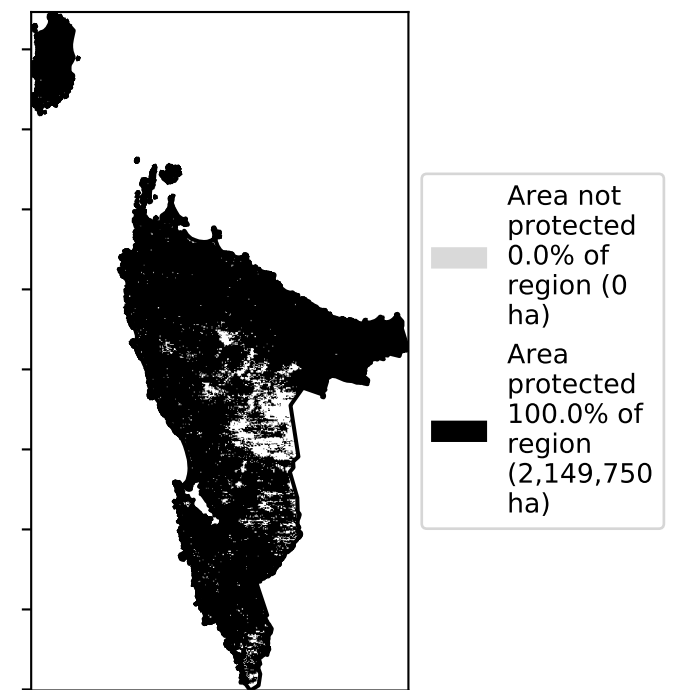 Area not
protected
0.0% of
region (0
ha)
Area
protected
100.0% of
region
(2,149,750
ha)